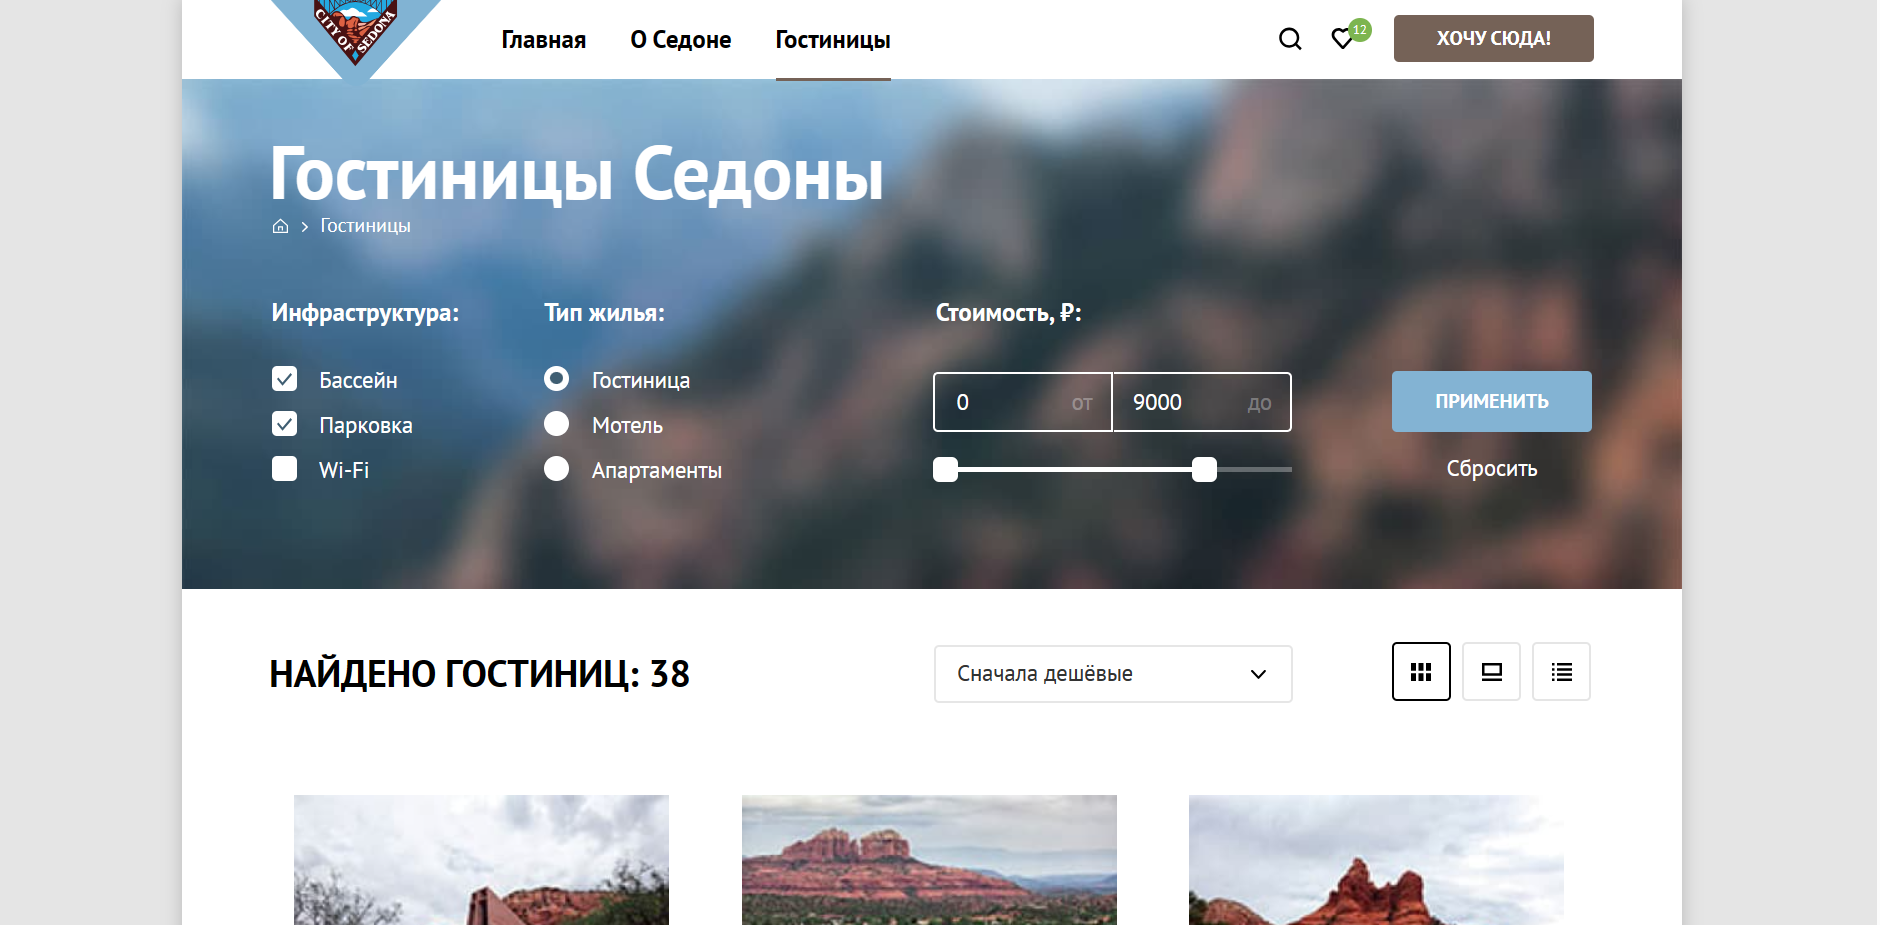 CITY OF SEDONA
Главная О Седоне Гостиницы 12 ХОЧУ СЮДА!
Гостиницы Седоны
Гостиницы
Инфраструктура: Тип жилья: Стоимость, ₽:
Бассейн Гостиница 0 от 9000 до ПРИМЕНИТЬ
Парковка Мотель
Wi-Fi Апартаменты Сбросить
НАЙДЕНО ГОСТИНИЦ: 38 Сначала дешёвые